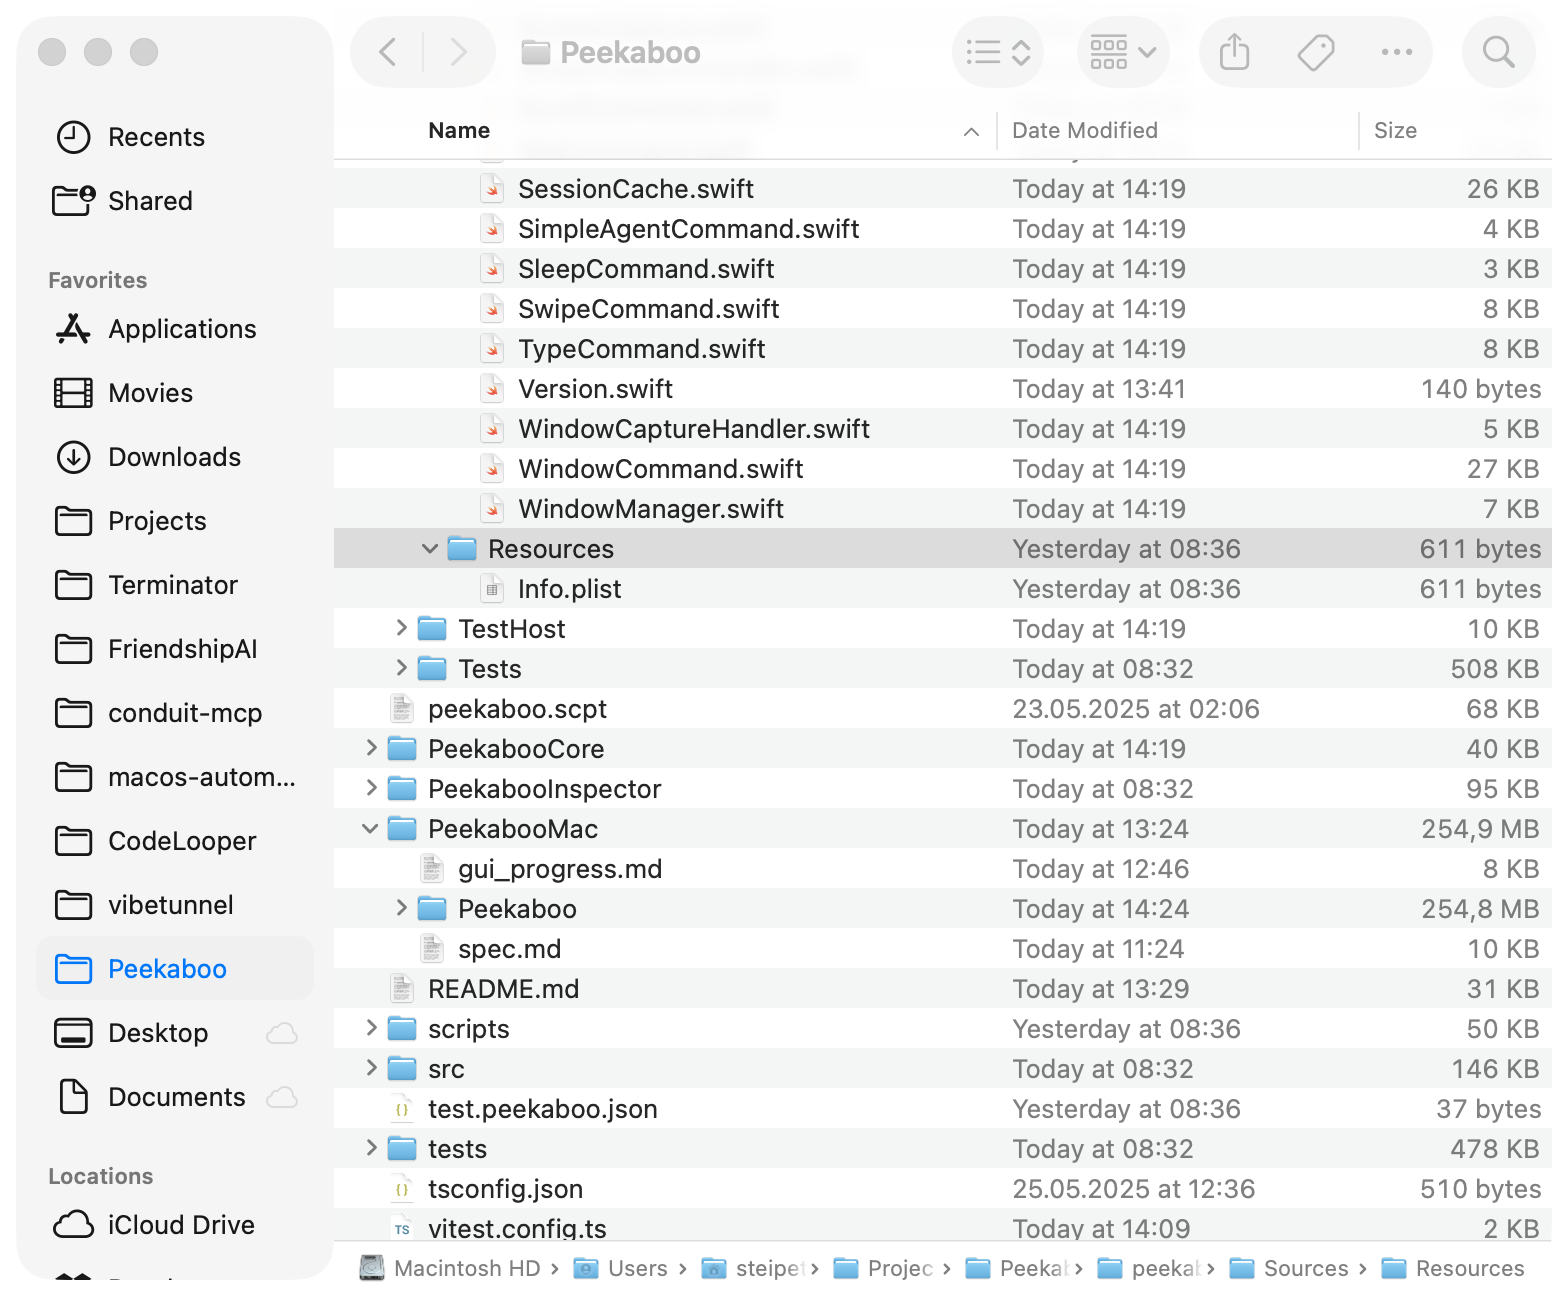 Peekaboo
Recents
Shared
Favorites
Applications
Movies
Downloads
Projects
Terminator
FriendshipAI
conduit-mcp
macos-autom...
CodeLooper
vibetunnel
Peekaboo
Desktop
Documents
Locations
iCloud Drive
Name Date Modified Size
SessionCache.swift Today at 14:19 26 KB
SimpleAgentCommand.swift Today at 14:19 4 KB
SleepCommand.swift Today at 14:19 3 KB
SwipeCommand.swift Today at 14:19 8 KB
TypeCommand.swift Today at 14:19 8 KB
Version.swift Today at 13:41 140 bytes
WindowCaptureHandler.swift Today at 14:19 5 KB
WindowCommand.swift Today at 14:19 27 KB
WindowManager.swift Today at 14:19 7 KB
Resources Yesterday at 08:36 611 bytes
Info.plist Yesterday at 08:36 611 bytes
TestHost Today at 14:19 10 KB
Tests Today at 08:32 508 KB
peekaboo.scpt 23.05.2025 at 02:06 68 KB
PeekabooCore Today at 14:19 40 KB
PeekabooInspector Today at 08:32 95 KB
PeekabooMac Today at 13:24 254,9 MB
gui_progress.md Today at 12:46 8 KB
Peekaboo Today at 14:24 254,8 MB
spec.md Today at 11:24 10 KB
README.md Today at 13:29 31 KB
scripts Yesterday at 08:36 50 KB
src Today at 08:32 146 KB
test.peekaboo.json Yesterday at 08:36 37 bytes
tests Today at 08:32 478 KB
tsconfig.json 25.05.2025 at 12:36 510 bytes
TS vitest.config.ts Today at 14:09 2 KB
Macintosh HD › Users › steipet › Projec › Peekab › peekab › Sources › Resources